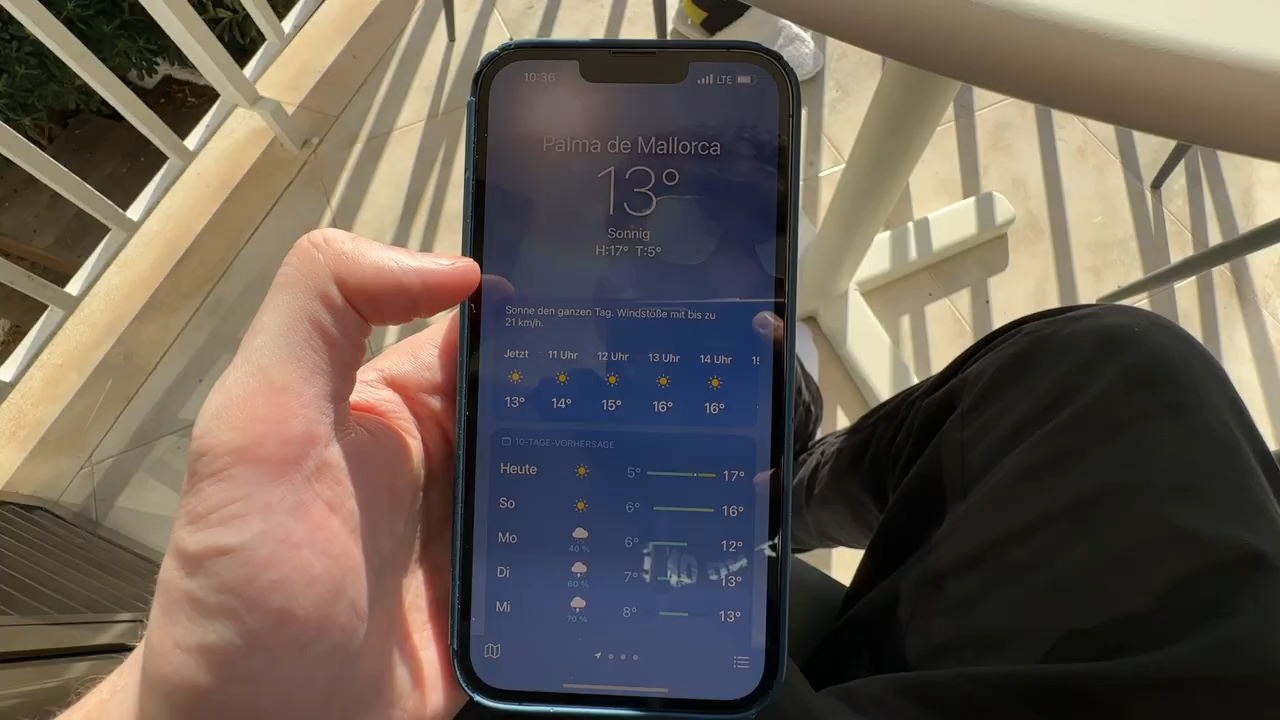 10:36 LTE
Palma de Mallorca
13°
Sonnig
H:17° T:5°
Sonne den ganzen Tag. Windstöße mit bis zu
21 km/h.
Jetzt 11 Uhr 12 Uhr 13 Uhr 14 Uhr 15
13° 14° 15° 16° 16°
10-TAGE-VORHERSAGE
Heute 5° 17°
So 6° 16°
Mo 6° 12°
40 %
Di 7° 13°
60 %
Mi 8° 13°
70 %